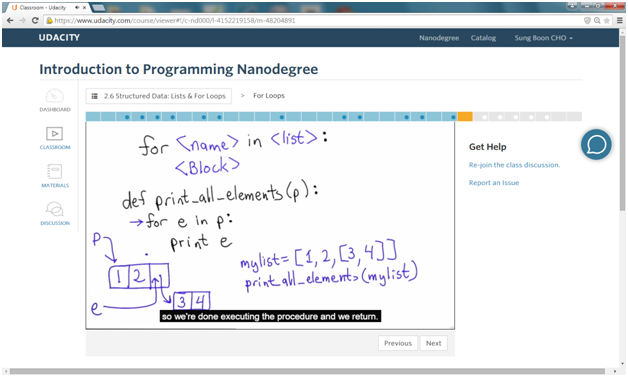 Classroom - Udacity
https://www.udacity.com/course/viewer#!/c-nd000/l-4152219158/m-48204891
UDACITY
Nanodegree
Catalog
Sung Boon CHO
Introduction to Programming Nanodegree
2.6 Structured Data: Lists & For Loops > For Loops
DASHBOARD
CLASSROOM
MATERIALS
DISCUSSION
for <name> in <list>:
<Block>
def print_all_elements(p):
for e in p:
print e
p
1 2
3 4
e
mylist = [1, 2, [3, 4]]
print_all_elements(mylist)
so we're done executing the procedure and we return.
Get Help
Re-join the class discussion.
Report an Issue
Previous
Next